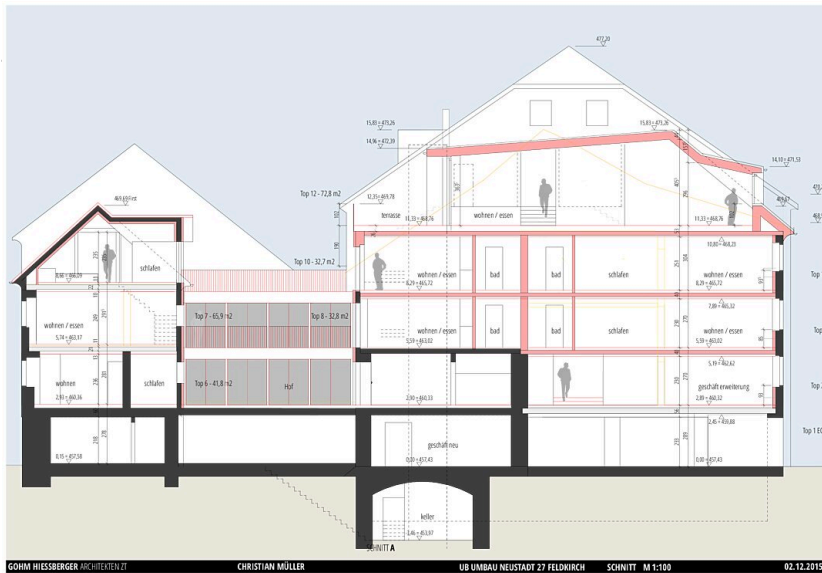 477,20
15,83 = 473,26
15,83 = 473,26
14,96 = 472,39
14,10 = 471,53
Top 12 - 72,8 m2
12,35 = 469,78
469,69 First
terrasse
wohnen / essen
11,33 = 468,76
11,33 = 468,76
10,80 = 468,23
Top 10 - 32,7 m2
schlafen
wohnen / essen
bad
bad
schlafen
wohnen / essen
8,66 = 466,09
8,29 = 465,72
8,29 = 465,72
7,89 = 465,32
Top 7 - 65,9 m2
Top 8 - 32,8 m2
wohnen / essen
wohnen / essen
bad
bad
schlafen
wohnen / essen
5,74 = 463,17
5,59 = 463,02
5,59 = 463,02
5,19 = 462,62
wohnen
schlafen
Top 6 - 41,8 m2
Hof
geschäft erweiterung
2,93 = 460,36
2,90 = 460,33
2,89 = 460,32
2,45 = 459,88
Top 1 EG
geschäft neu
0,15 = 457,58
0,00 = 457,43
0,00 = 457,43
keller
SCHNITT A
GOHM HIESSBERGER ARCHITEKTEN ZT CHRISTIAN MÜLLER UB UMBAU NEUSTADT 27 FELDKIRCH SCHNITT M 1:100 02.12.2015